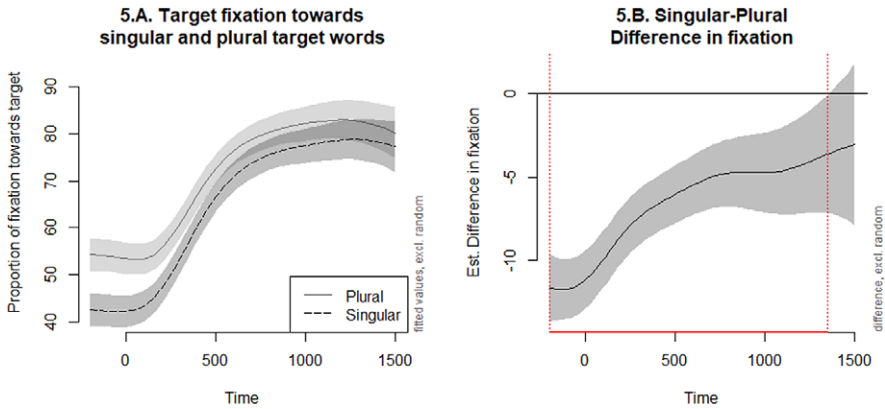 5.A. Target fixation towards
singular and plural target words
Proportion of fixation towards target
90
80
70
60
50
40
Plural
Singular
fitted values, excl. random
0
500
1000
1500
Time
5.B. Singular-Plural
Difference in fixation
Est. Difference in fixation
0
-5
-10
difference, excl. random
0
500
1000
1500
Time